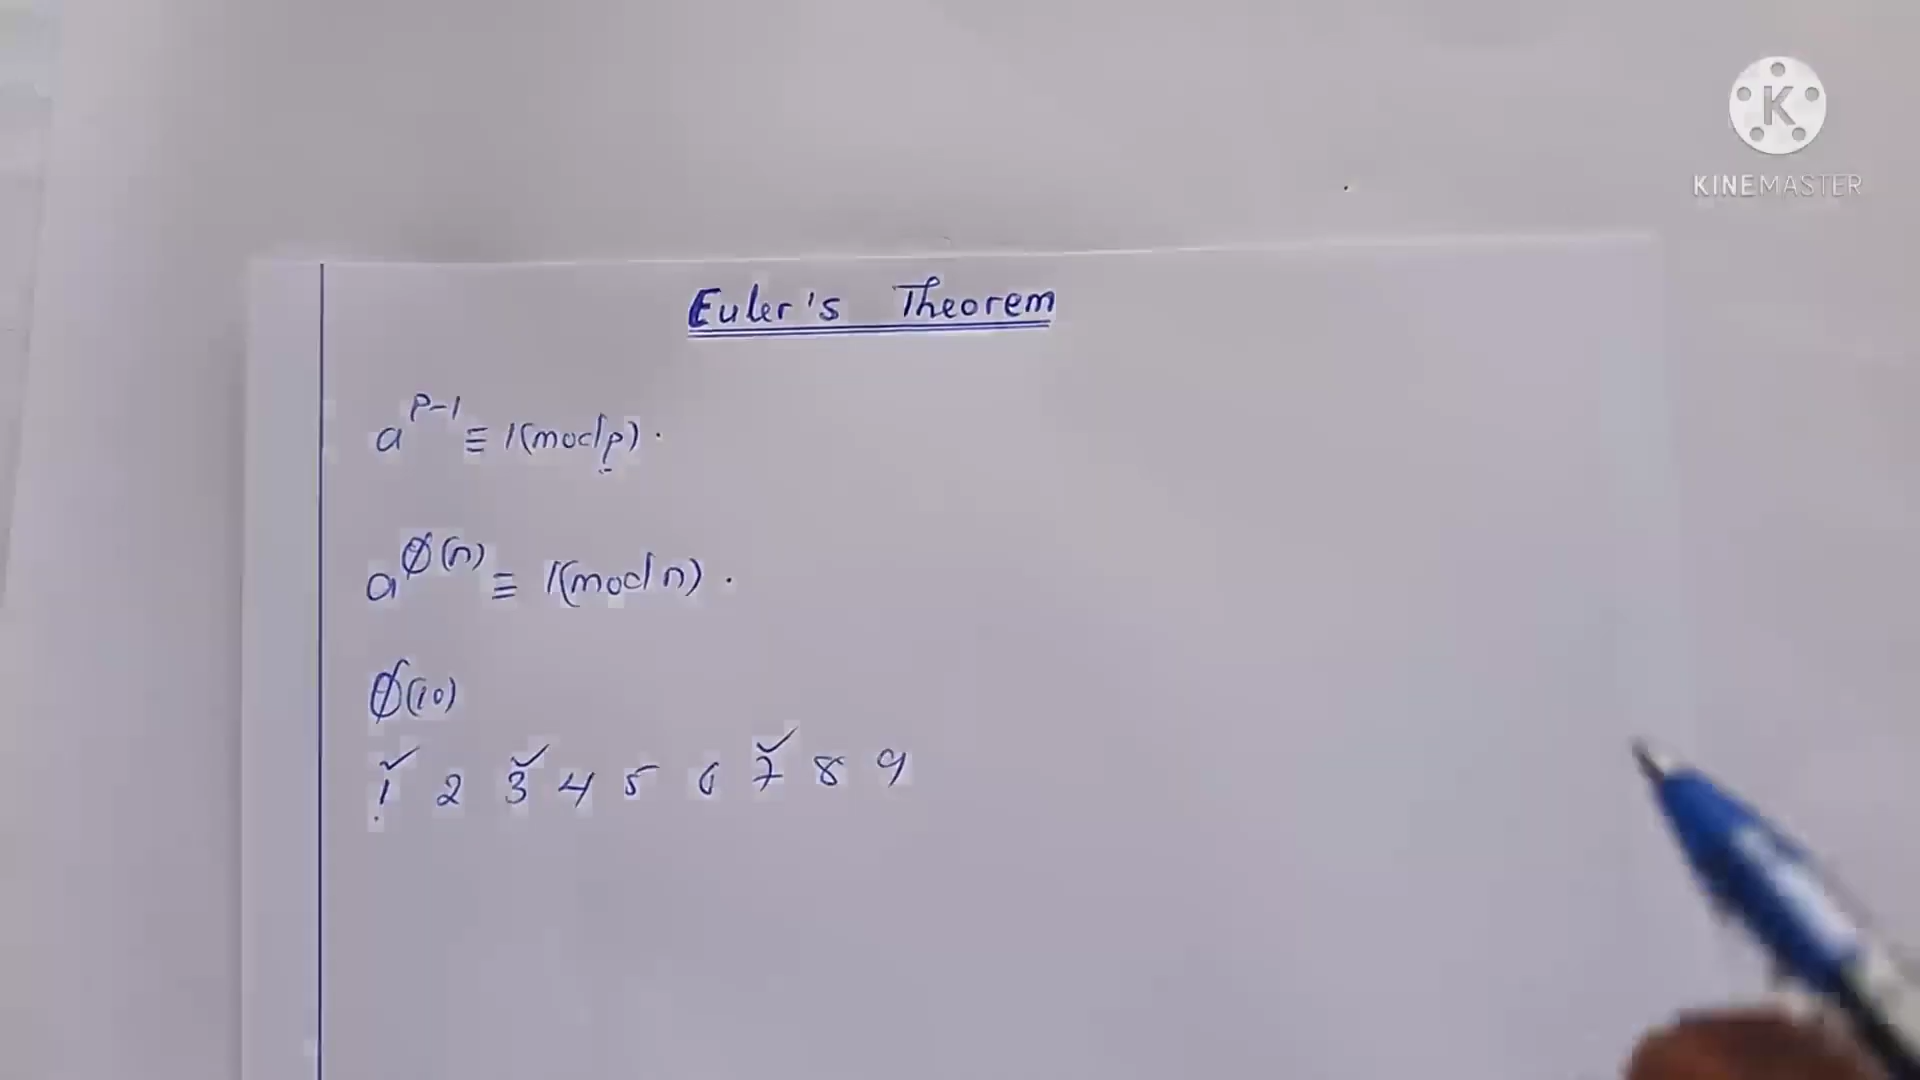 K
KINEMASTER
Euler's Theorem
a^{p-1} ≡ 1(mod p).
a^{Ø(n)} ≡ 1(mod n).
Ø(10)
1 2 3 4 5 6 7 8 9